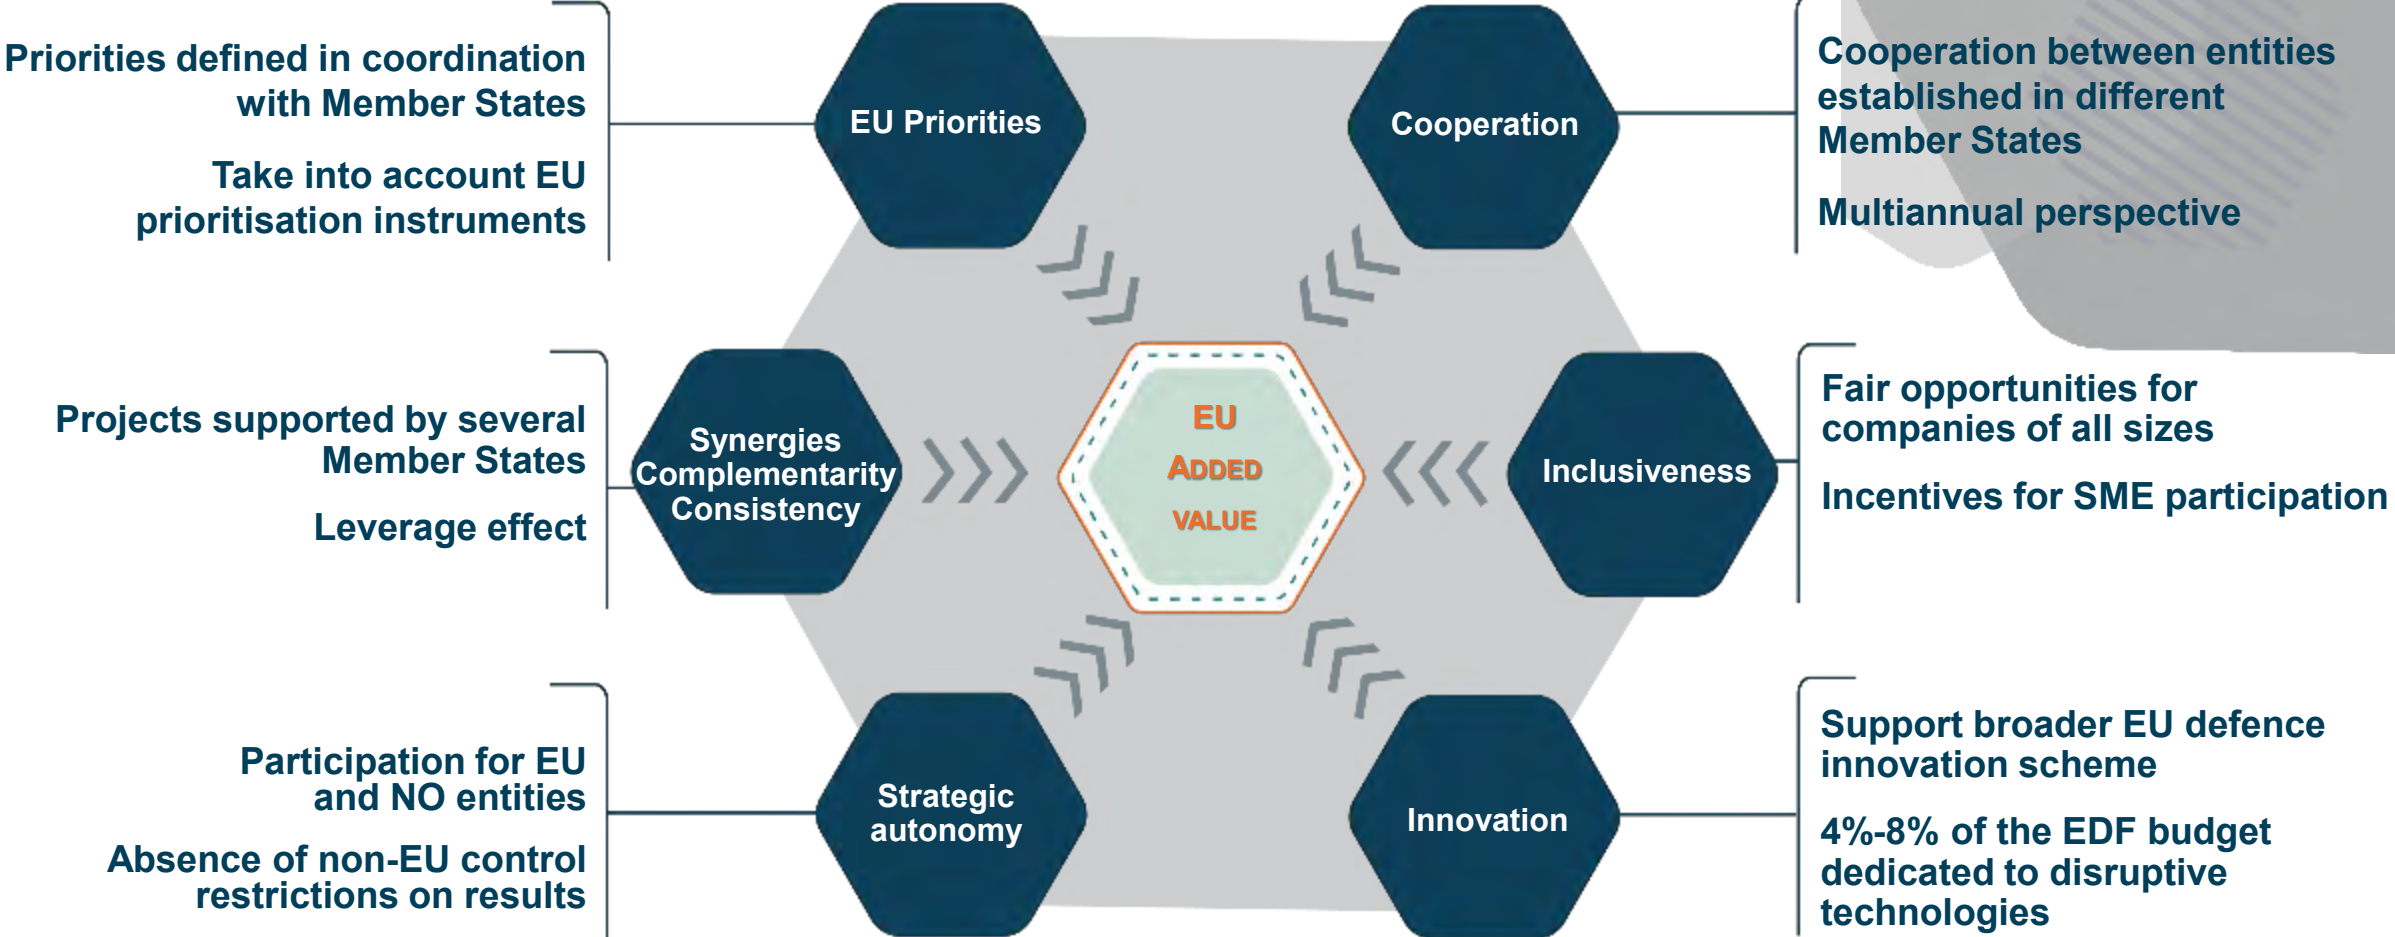 Priorities defined in coordination
with Member States
Take into account EU
prioritisation instruments
EU Priorities
Cooperation
Cooperation between entities
established in different
Member States
Multiannual perspective
Projects supported by several
Member States
Leverage effect
Synergies
Complementarity
Consistency
EU
ADDED
VALUE
Inclusiveness
Fair opportunities for
companies of all sizes
Incentives for SME participation
Participation for EU
and NO entities
Absence of non-EU control
restrictions on results
Strategic
autonomy
Innovation
Support broader EU defence
innovation scheme
4%-8% of the EDF budget
dedicated to disruptive
technologies